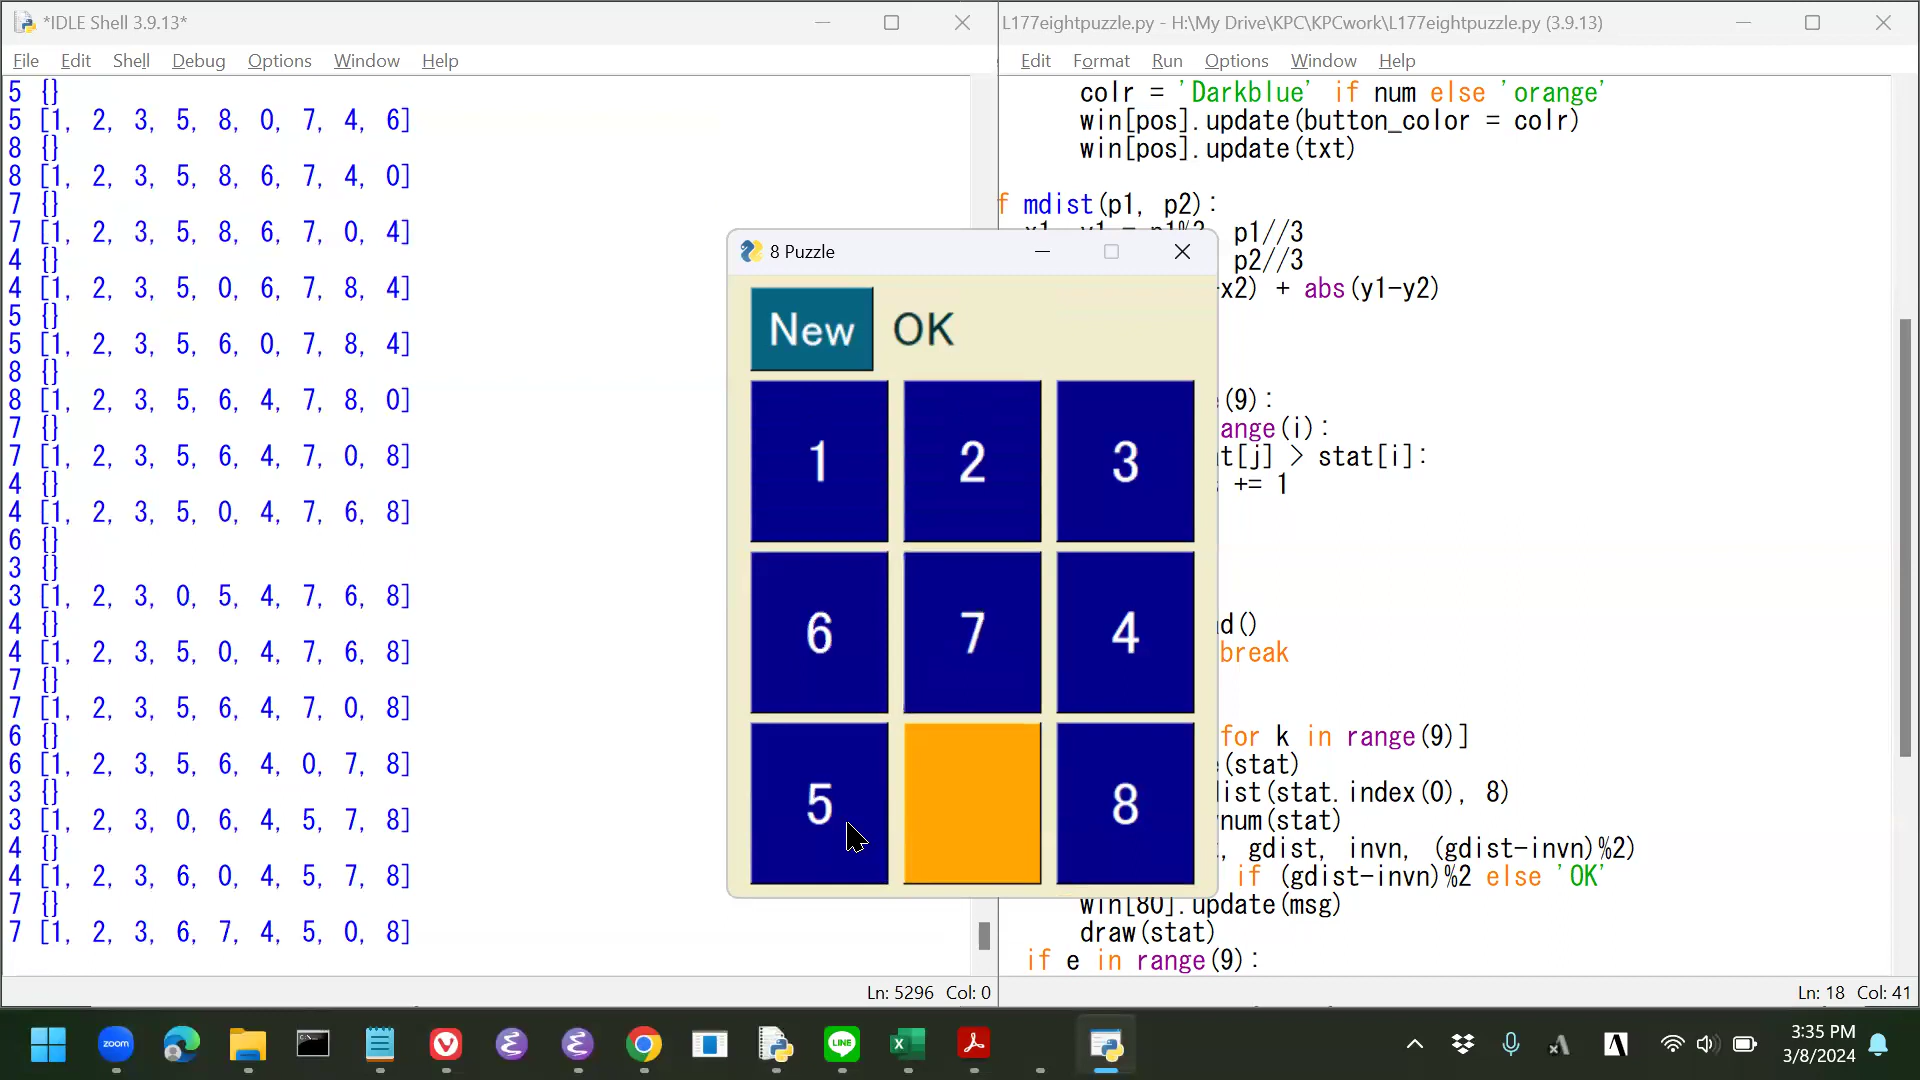 *IDLE Shell 3.9.13*
File Edit Shell Debug Options Window Help
5 {}
5 [1, 2, 3, 5, 8, 0, 7, 4, 6]
8 {}
8 [1, 2, 3, 5, 8, 6, 7, 4, 0]
7 {}
7 [1, 2, 3, 5, 8, 6, 7, 0, 4]
4 {}
4 [1, 2, 3, 5, 0, 6, 7, 8, 4]
5 {}
5 [1, 2, 3, 5, 6, 0, 7, 8, 4]
8 {}
8 [1, 2, 3, 5, 6, 4, 7, 8, 0]
7 {}
7 [1, 2, 3, 5, 6, 4, 7, 0, 8]
4 {}
4 [1, 2, 3, 5, 0, 4, 7, 6, 8]
6 {}
3 {}
3 [1, 2, 3, 0, 5, 4, 7, 6, 8]
4 {}
4 [1, 2, 3, 5, 0, 4, 7, 6, 8]
7 {}
7 [1, 2, 3, 5, 6, 4, 7, 0, 8]
6 {}
6 [1, 2, 3, 5, 6, 4, 0, 7, 8]
3 {}
3 [1, 2, 3, 0, 6, 4, 5, 7, 8]
4 {}
4 [1, 2, 3, 6, 0, 4, 5, 7, 8]
7 {}
7 [1, 2, 3, 6, 7, 4, 5, 0, 8]
Ln: 5296 Col: 0
8 Puzzle
New OK
1 2 3
6 7 4
5 8
L177eightpuzzle.py - H:\My Drive\KPC\KPCwork\L177eightpuzzle.py (3.9.13)
Edit Format Run Options Window Help
colr = 'Darkblue' if num else 'orange'
win[pos].update(button_color = colr)
win[pos].update(txt)
f mdist(p1, p2):
p1//3
p2//3
x2) + abs(y1-y2)
(9):
ange(i):
t[j] > stat[i]:
+= 1
d()
break
for k in range(9)]
(stat)
ist(stat.index(0), 8)
num(stat)
, gdist, invn, (gdist-invn)%2)
if (gdist-invn)%2 else 'OK'
win[80].update(msg)
draw(stat)
if e in range(9):
Ln: 18 Col: 41
zoom
LINE
3:35 PM
3/8/2024